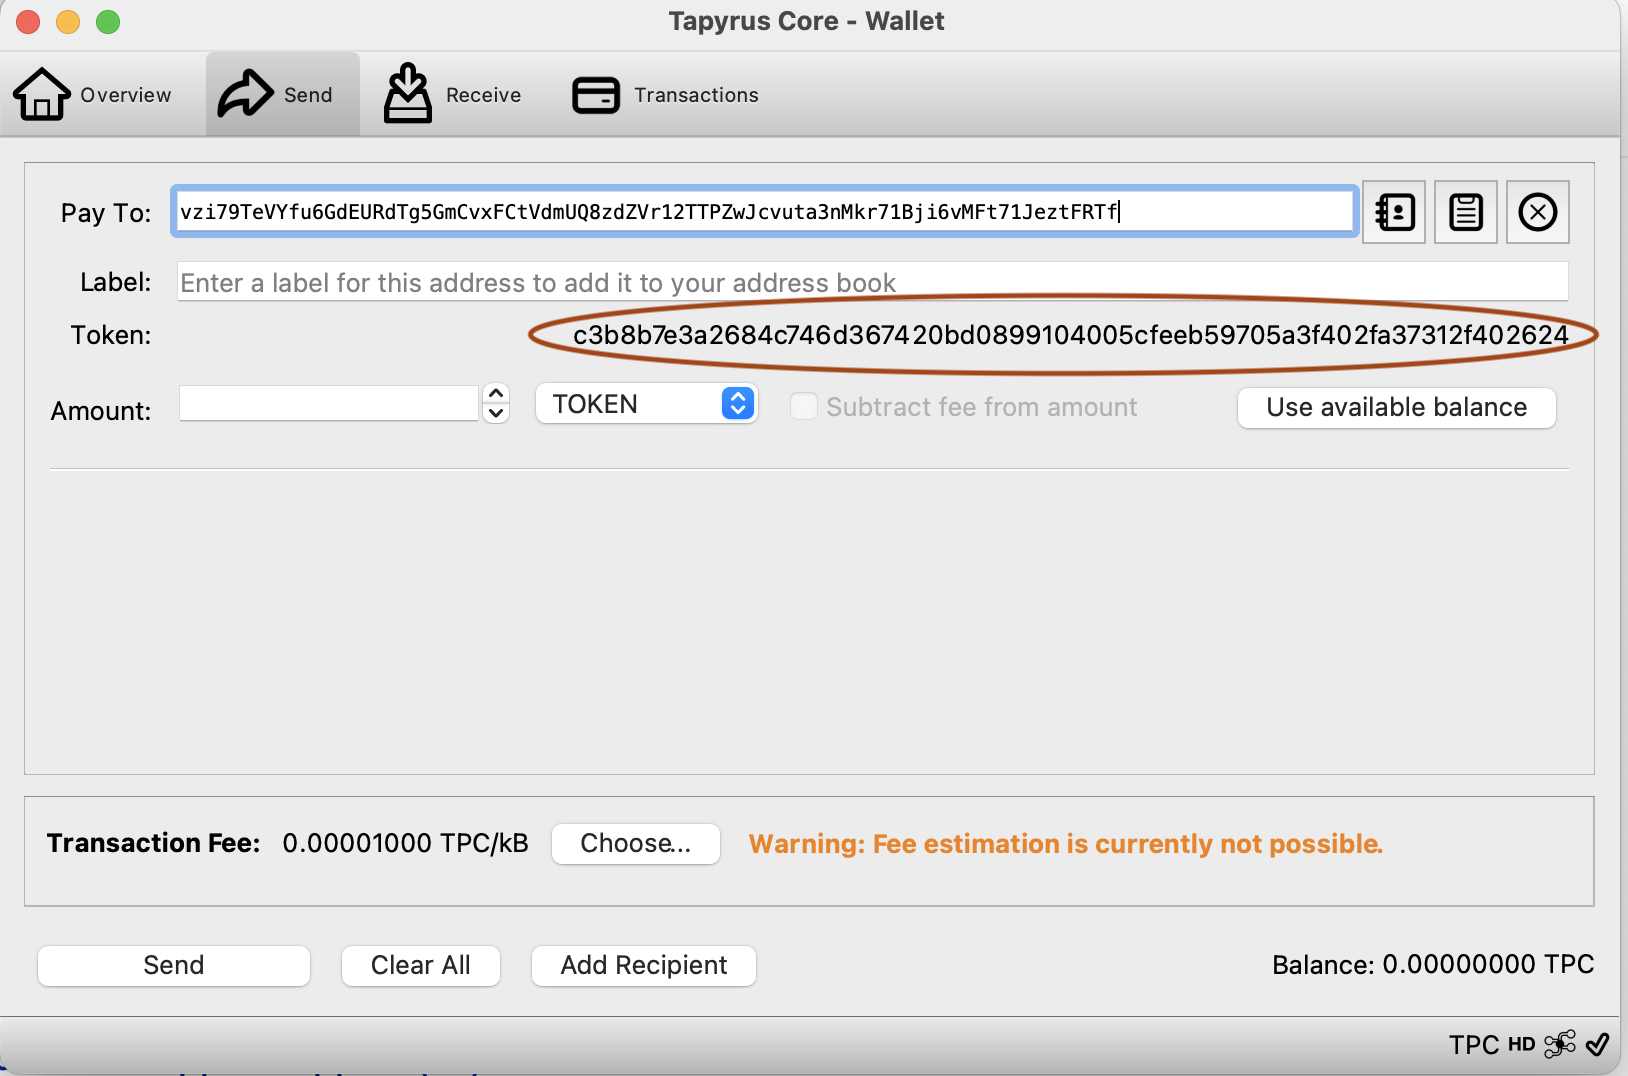 Tapyrus Core - Wallet
Overview Send Receive Transactions
Pay To: vzi79TeVYfu6GdEURdTg5GmCvxFCtVdmUQ8zdZVr12TTPZwJcvuta3nMkr71Bji6vMFt71JeztFRTf
Label: Enter a label for this address to add it to your address book
Token: c3b8b7e3a2684c746d367420bd0899104005cfeeb59705a3f402fa37312f402624
Amount: TOKEN Subtract fee from amount Use available balance
Transaction Fee: 0.00001000 TPC/kB Choose... Warning: Fee estimation is currently not possible.
Send Clear All Add Recipient Balance: 0.00000000 TPC
TPC HD